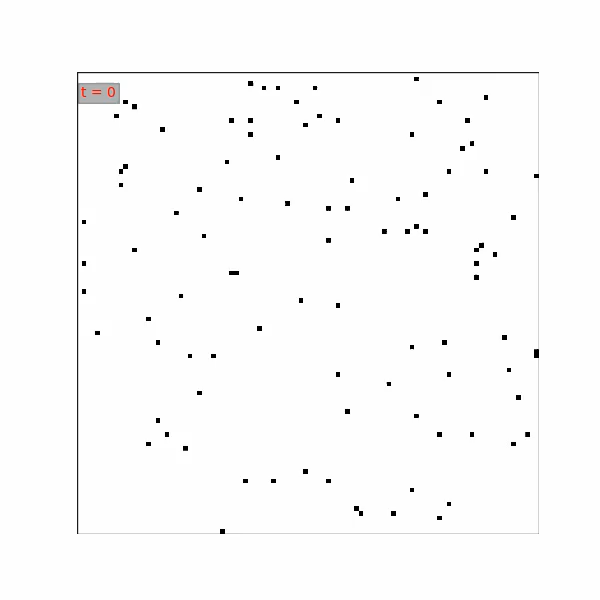 t = 0